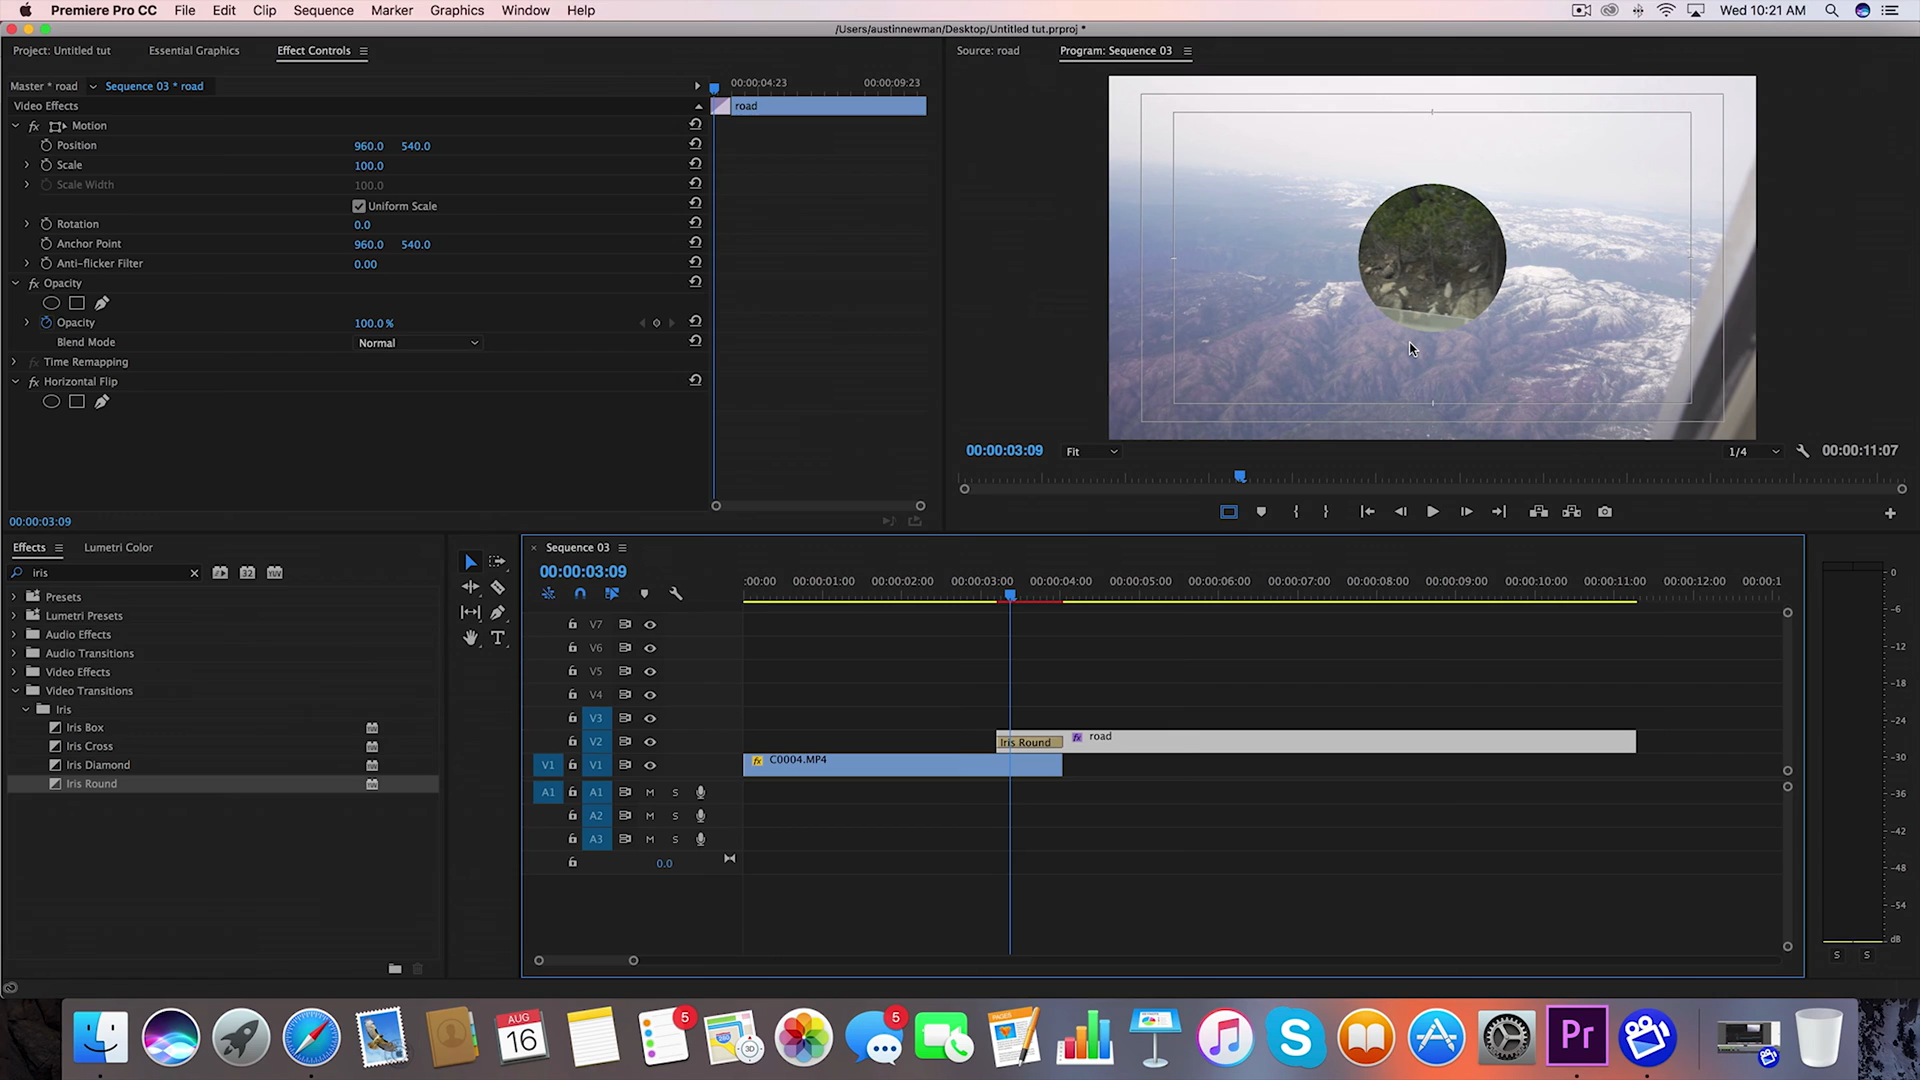 Premiere Pro CC File Edit Clip Sequence Marker Graphics Window Help Wed 10:21 AM
/Users/austinnewman/Desktop/Untitled tut.prproj *
Project: Untitled tut Essential Graphics Effect Controls
Source: road Program: Sequence 03
Master * road Sequence 03 * road
00:00:04:23 00:00:09:23
Video Effects
road
fx Motion
Position 960.0 540.0
Scale 100.0
Scale Width 100.0
Uniform Scale
Rotation 0.0
Anchor Point 960.0 540.0
Anti-flicker Filter 0.00
fx Opacity
Opacity 100.0 %
Blend Mode Normal
fx Time Remapping
fx Horizontal Flip
00:00:03:09
00:00:03:09 Fit 1/4 00:00:11:07
Effects Lumetri Color
iris 32 YUV
Presets
Lumetri Presets
Audio Effects
Audio Transitions
Video Effects
Video Transitions
Iris
Iris Box
Iris Cross
Iris Diamond
Iris Round
Sequence 03
00:00:03:09
:00:00 00:00:01:00 00:00:02:00 00:00:03:00 00:00:04:00 00:00:05:00 00:00:06:00 00:00:07:00 00:00:08:00 00:00:09:00 00:00:10:00 00:00:11:00 00:00:12:00 00:00:1
V7
V6
V5
V4
V3
V2 Iris Round fx road
V1 V1 fx C0004.MP4
A1 A1 M S
A2 M S
A3 M S
0.0
0
-6
-12
-18
-24
-30
-36
-42
-48
-54
dB
S S
AUG
16
5
3D
5
PAGES
S
Pr